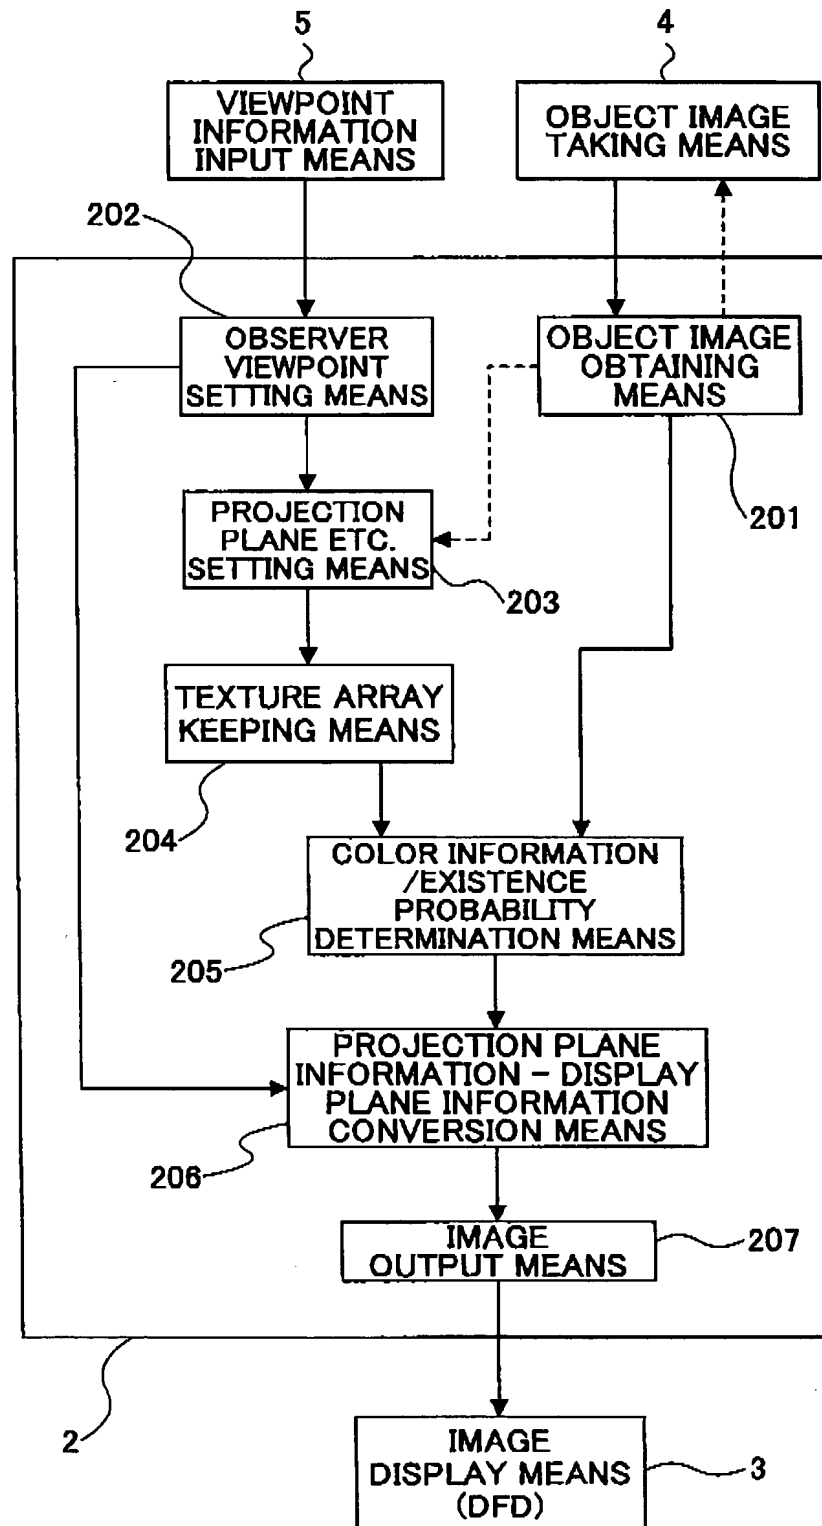 5
4
VIEWPOINT
INFORMATION
INPUT MEANS
OBJECT IMAGE
TAKING MEANS
202
OBSERVER
VIEWPOINT
SETTING MEANS
OBJECT IMAGE
OBTAINING
MEANS
201
PROJECTION
PLANE ETC.
SETTING MEANS
203
TEXTURE ARRAY
KEEPING MEANS
204
COLOR INFORMATION
/EXISTENCE
PROBABILITY
DETERMINATION MEANS
205
PROJECTION PLANE
INFORMATION – DISPLAY
PLANE INFORMATION
CONVERSION MEANS
206
IMAGE
OUTPUT MEANS
207
2
IMAGE
DISPLAY MEANS
(DFD)
3